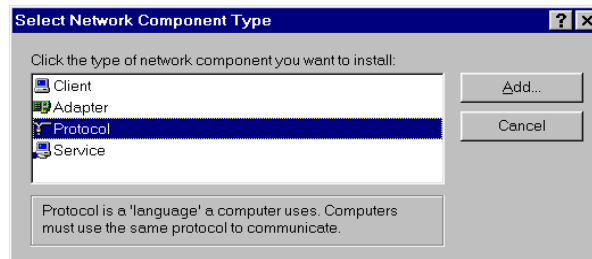 Select Network Component Type
Click the type of network component you want to install:
Client
Adapter
Protocol
Service
Add...
Cancel
Protocol is a 'language' a computer uses. Computers
must use the same protocol to communicate.